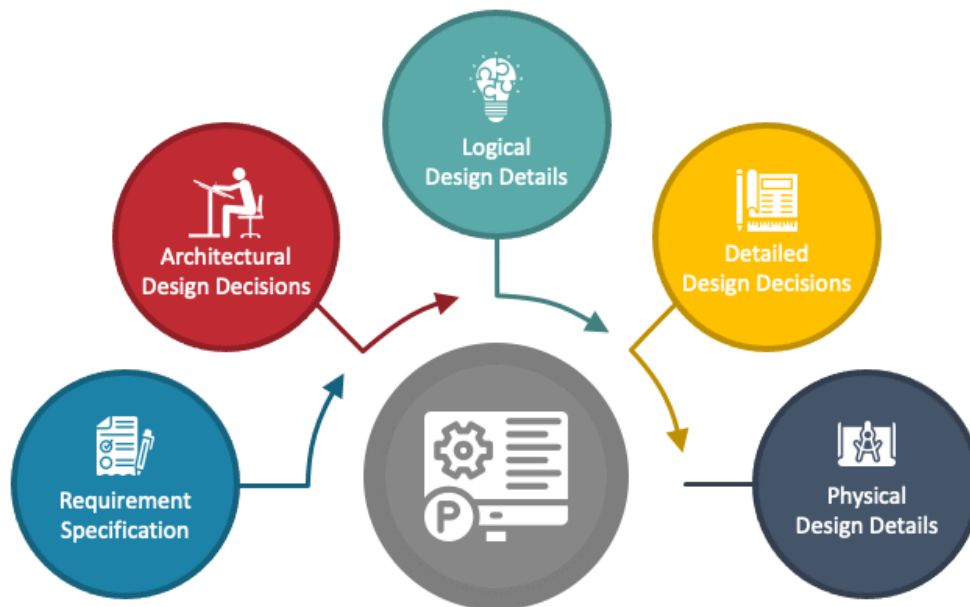 Requirement
Specification
Architectural
Design Decisions
Logical
Design Details
Detailed
Design Decisions
Physical
Design Details
P